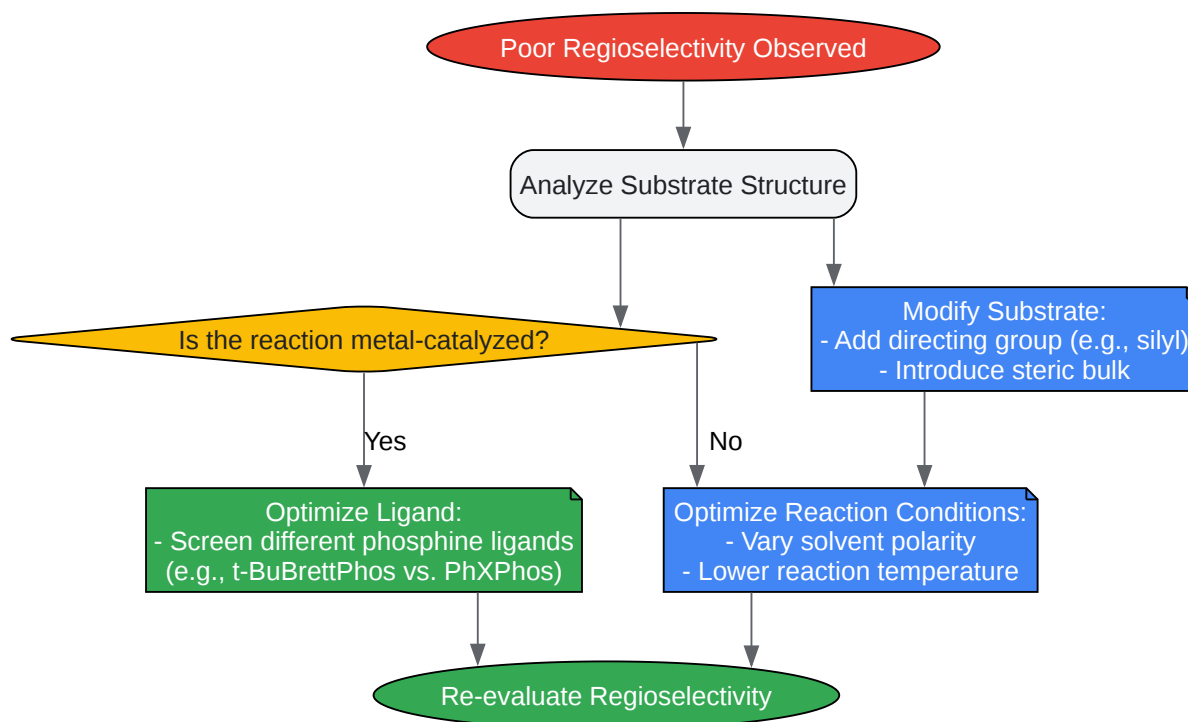 Poor Regioselectivity Observed
Analyze Substrate Structure
Is the reaction metal-catalyzed?
Modify Substrate:
- Add directing group (e.g., silyl)
- Introduce steric bulk
Yes
No
Optimize Ligand:
- Screen different phosphine ligands
(e.g., t-BuBrettPhos vs. PhXPhos)
Optimize Reaction Conditions:
- Vary solvent polarity
- Lower reaction temperature
Re-evaluate Regioselectivity